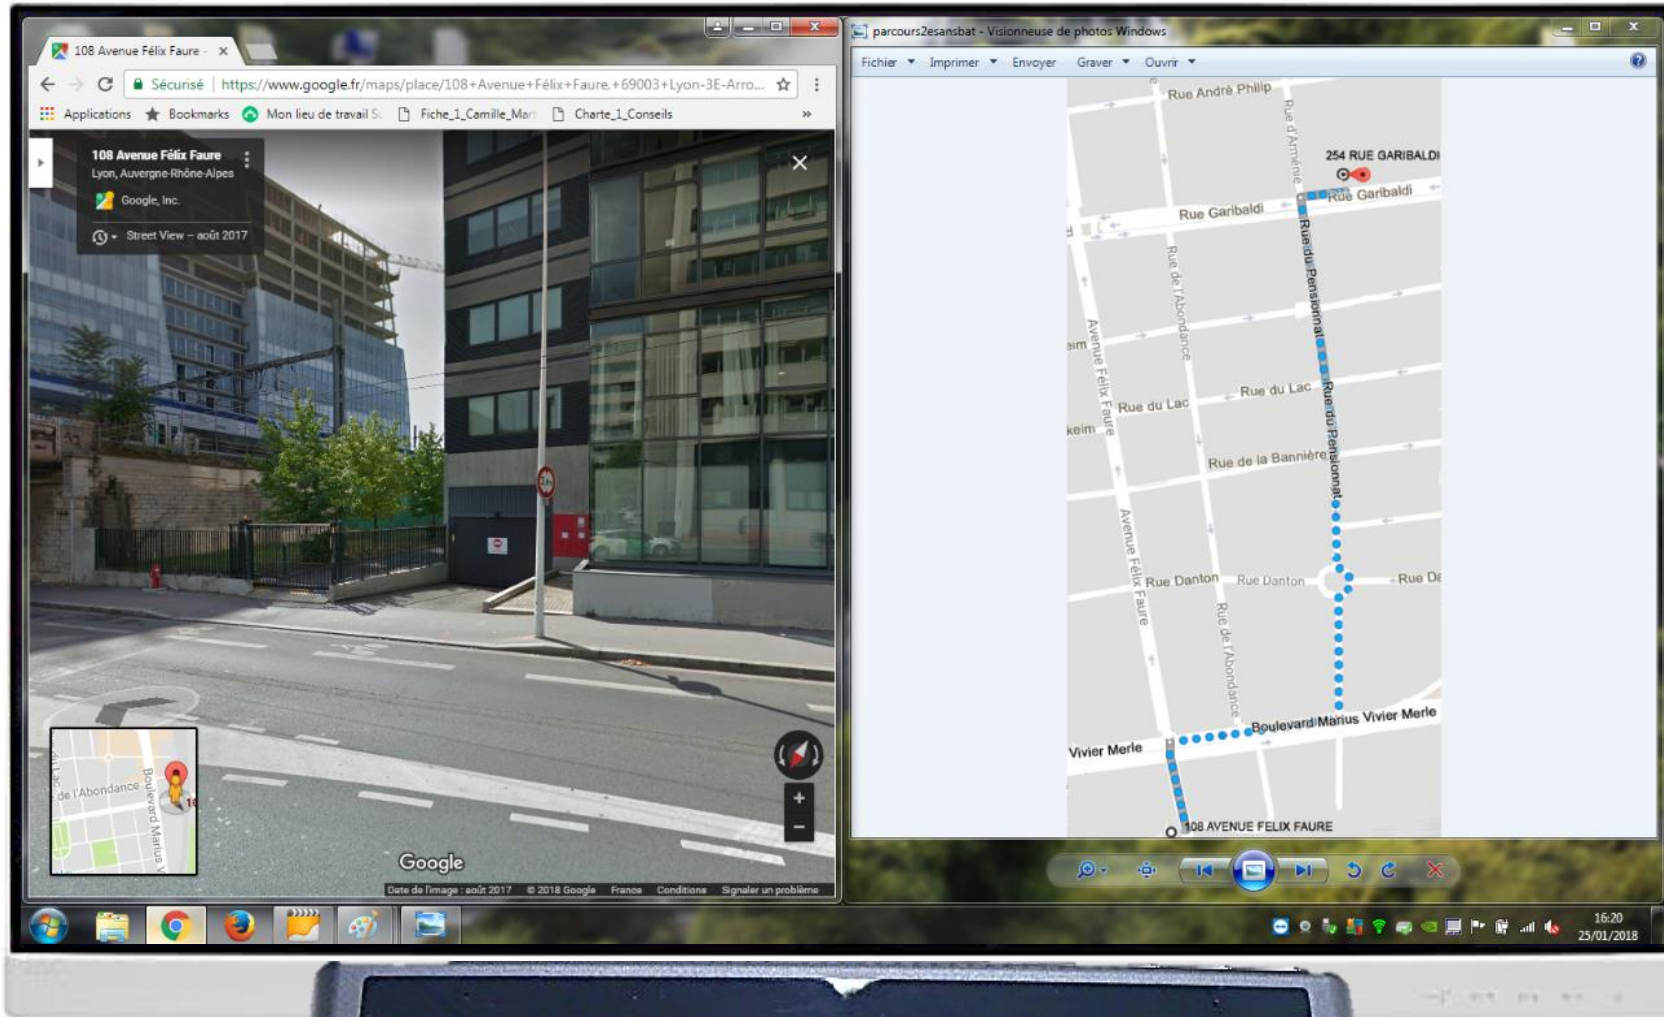 108 Avenue Félix Faure -
Sécurisé
https://www.google.fr/maps/place/108+Avenue+Félix+Faure,+69003+Lyon-3E-Arro...
Applications
Bookmarks
Mon lieu de travail S
Fiche_1_Camille_Mar
Charte_1_Conseils
»
108 Avenue Félix Faure
Lyon, Auvergne-Rhône-Alpes
Google, Inc.
Street View – août 2017
de l'Abondance
Boulevard Marius V
Google
Date de l'image : août 2017 © 2018 Google France Conditions Signaler un problème
parcours2esansbat - Visionneuse de photos Windows
Fichier Imprimer Envoyer Graver Ouvrir
Rue André Philip
Rue d'Arménie
254 RUE GARIBALDI
Rue Garibaldi
Rue Garibaldi
Rue du Pensionnat
Rue de l'Abondance
Avenue Félix Faure
eim
Rue du Lac
Rue du Lac
Rue du Pensionnat
keim
Rue de la Bannière
Avenue Félix Faure
Rue Danton
Rue Danton
Rue Da
Rue de l'Abondance
Boulevard Marius Vivier Merle
Vivier Merle
108 AVENUE FELIX FAURE
16:20
25/01/2018